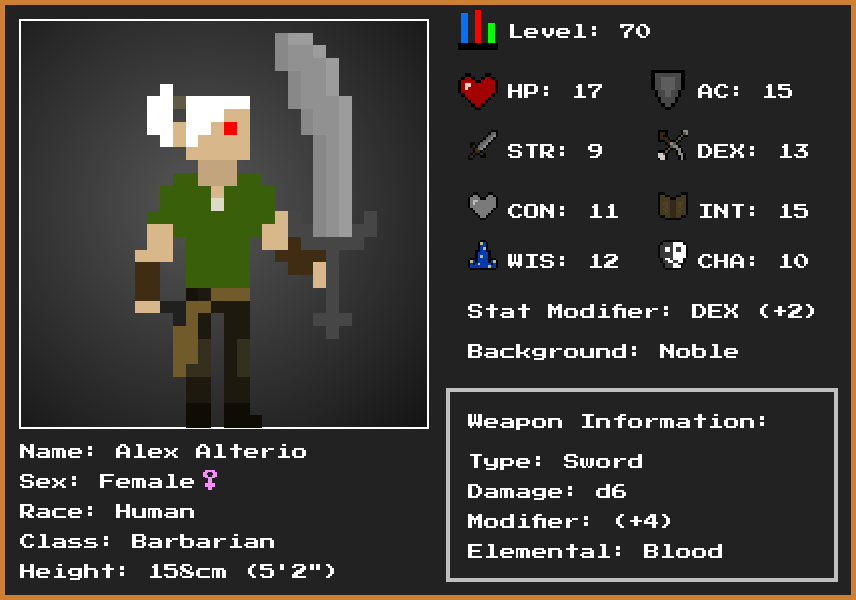 Level: 70
HP: 17
AC: 15
STR: 9
DEX: 13
CON: 11
INT: 15
WIS: 12
CHA: 10
Stat Modifier: DEX (+2)
Background: Noble
Weapon Information:
Type: Sword
Damage: d6
Modifier: (+4)
Elemental: Blood
Name: Alex Alterio
Sex: Female♀
Race: Human
Class: Barbarian
Height: 158cm (5'2")